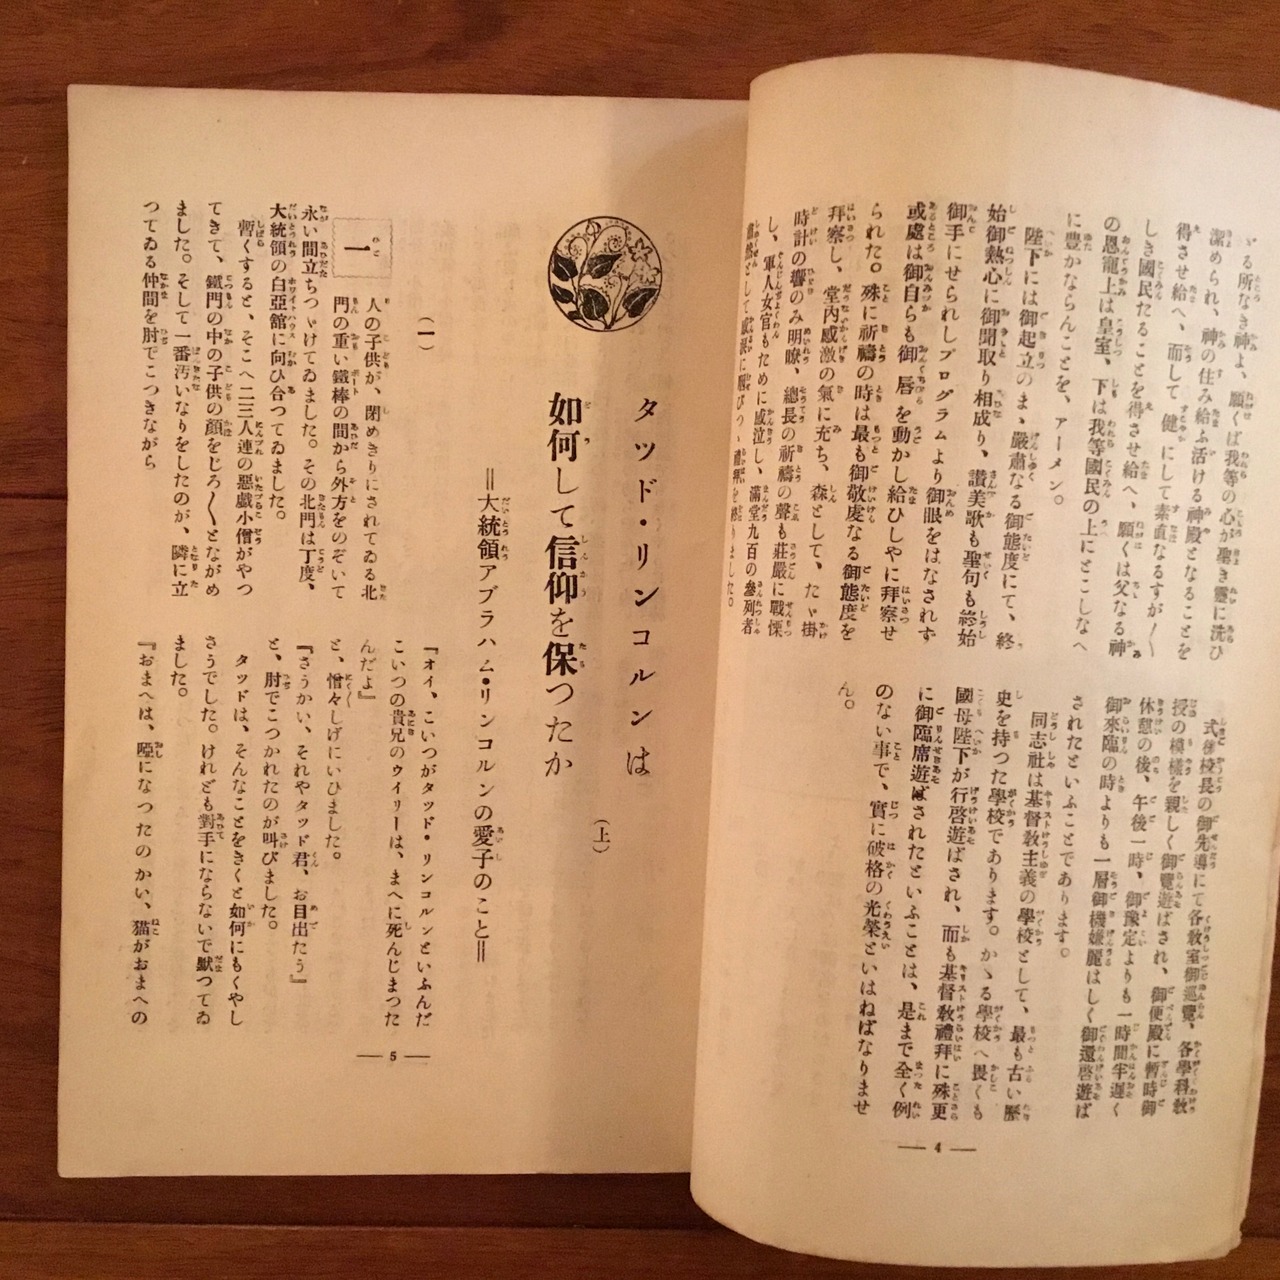 ゝる所なき神よ、願くば我等の心が聖き靈に洗ひ
潔められ、神の住み給ふ活ける神殿となることを
得させ給へ、而して健にして素直なるすが〳〵
しき國民たることを得させ給へ、願くは父なる神
の恩寵上は皇室、下は我等國民の上にとこしなへ
に豊かならんことを、アーメン。
陛下には御起立のまゝ嚴肅なる御態度にて、終
始御熱心に御聞取り相成り、讃美歌も聖句も終始
御手にせられしプログラムより御眼をはなされず
或處は御自らも御唇を動かし給ひしやに拜察せ
られた。殊に祈禱の時は最も御敬虔なる御態度を
拜察し、堂内感激の氣に充ち、森として、たゞ掛
時計の響のみ明瞭、總長の祈禱の聲も莊嚴に戰慄
し、軍人女官もために感泣し、滿堂九百の參列者
肅然として感涙に咽びつゝ禮拜を終りました。
式後校長の御先導にて各教室御巡覽、各學科教
授の模樣を親しく御覽遊ばされ、御便殿に暫時御
休憩の後、午後一時、御豫定よりも一時間半遲く
御來臨の時よりも一層御機嫌麗はしく御還啓遊ば
されたといふことであります。
同志社は基督教主義の學校として、最も古い歷
史を持つた學校であります。かゝる學校へ畏くも
國母陛下が行啓遊ばされ、而も基督教禮拜に殊更
に御臨席遊ばされたといふことは、是まで全く例
のない事で、實に破格の光榮といはねばなりませ
ん。
— 4 —
タッド・リンコルンは
如何して信仰を保つたか
(上)
＝大統領アブラハム・リンコルンの愛子のこと＝
(一)
一人の子供が、閉めきりにされてゐる北
門の重い鐵棒の間から外方をのぞいて
永い間立ちつゞけてゐました。その北門は丁度、
大統領の白亞館に向ひ合つてゐました。
暫くすると、そこへ二三人連の惡戲小僧がやつ
てきて、鐵門の中の子供の顏をじろ〳〵とながめ
ました。そして一番汚いなりをしたのが、隣に立
つてゐる仲間を肘でこつきながら
『オイ、こいつがタッド・リンコルンといふんだ
こいつの貴兄のウイリーは、まへに死んじまつた
んだよ』
と、憎々しげにいひました。
『さうかい、それやタッド君、お目出たう』
と、肘でこつかれたのが叫びました。
タッドは、そんなことをきくと如何にもくやし
さうでした。けれども對手にならないで默つてゐ
ました。
『おまへは、啞になつたのかい、猫がおまへの
— 5 —